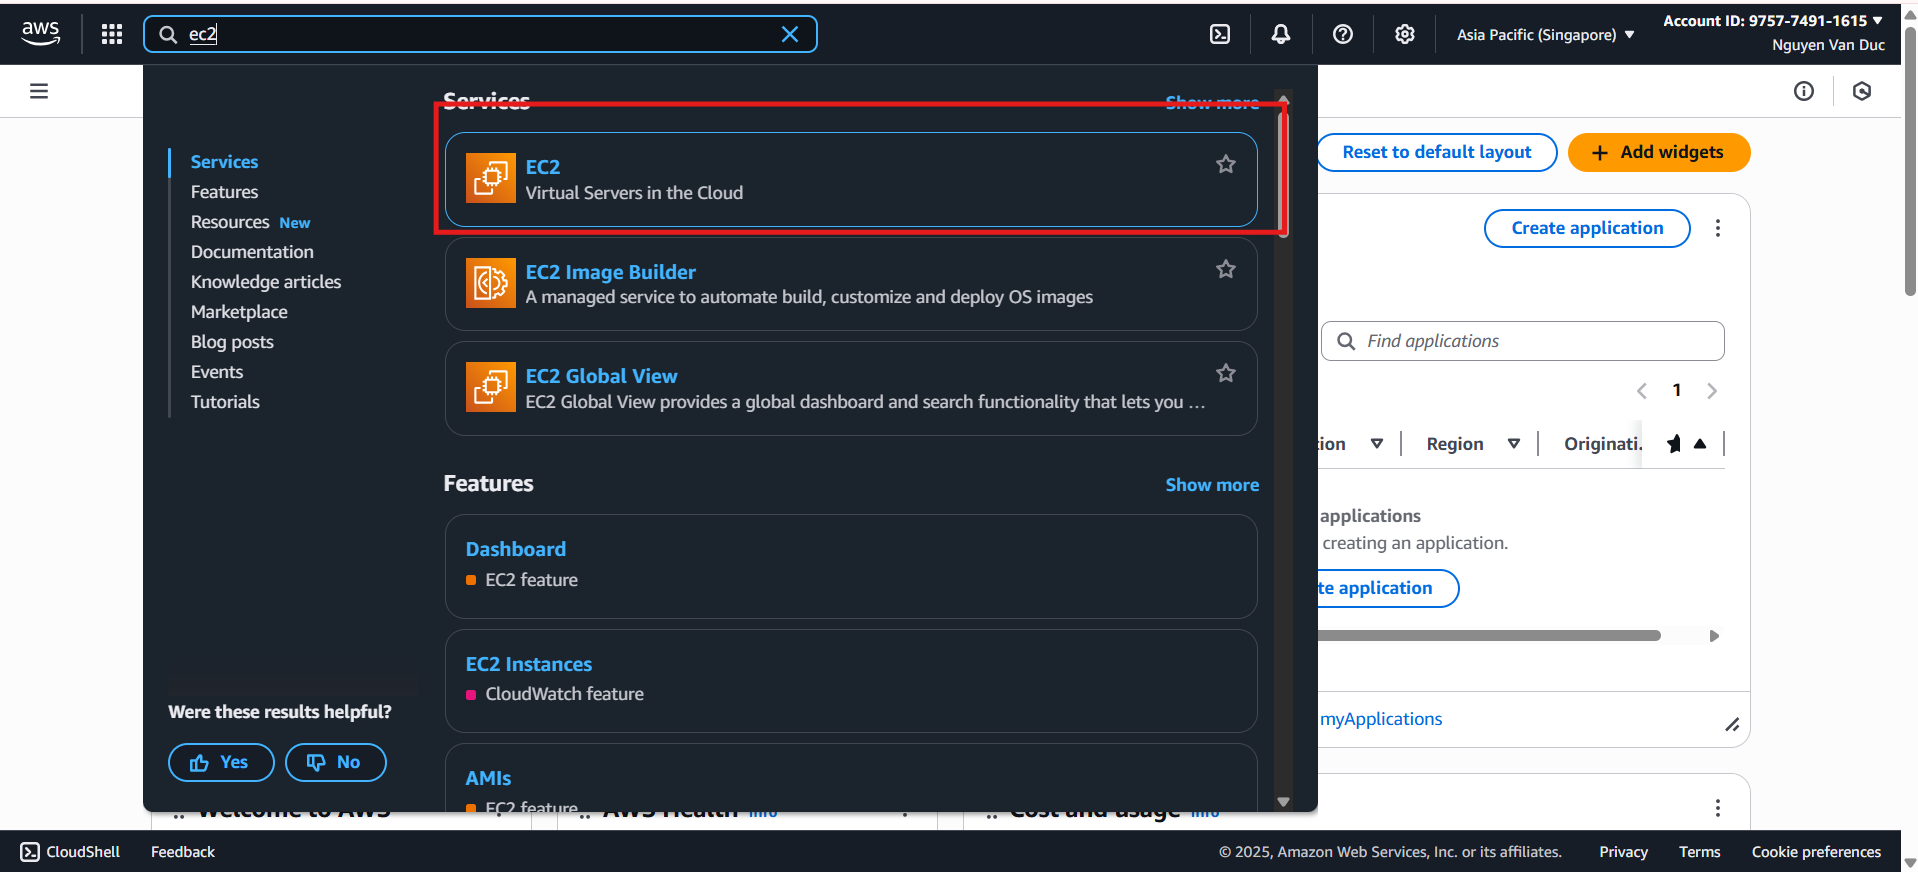 aws
ec2
Asia Pacific (Singapore)
Account ID: 9757-7491-1615
Nguyen Van Duc
Services
Features
Resources New
Documentation
Knowledge articles
Marketplace
Blog posts
Events
Tutorials
Were these results helpful?
Yes
No
Services
Show more
EC2
Virtual Servers in the Cloud
EC2 Image Builder
A managed service to automate build, customize and deploy OS images
EC2 Global View
EC2 Global View provides a global dashboard and search functionality that lets you ...
Features
Show more
Dashboard
EC2 feature
EC2 Instances
CloudWatch feature
AMIs
EC2 feature
Reset to default layout
+ Add widgets
Create application
Find applications
1
tion
Region
Originati.
applications
creating an application.
te application
myApplications
Welcome to AWS
AWS Health Info
Cost and usage Info
CloudShell
Feedback
© 2025, Amazon Web Services, Inc. or its affiliates.
Privacy
Terms
Cookie preferences